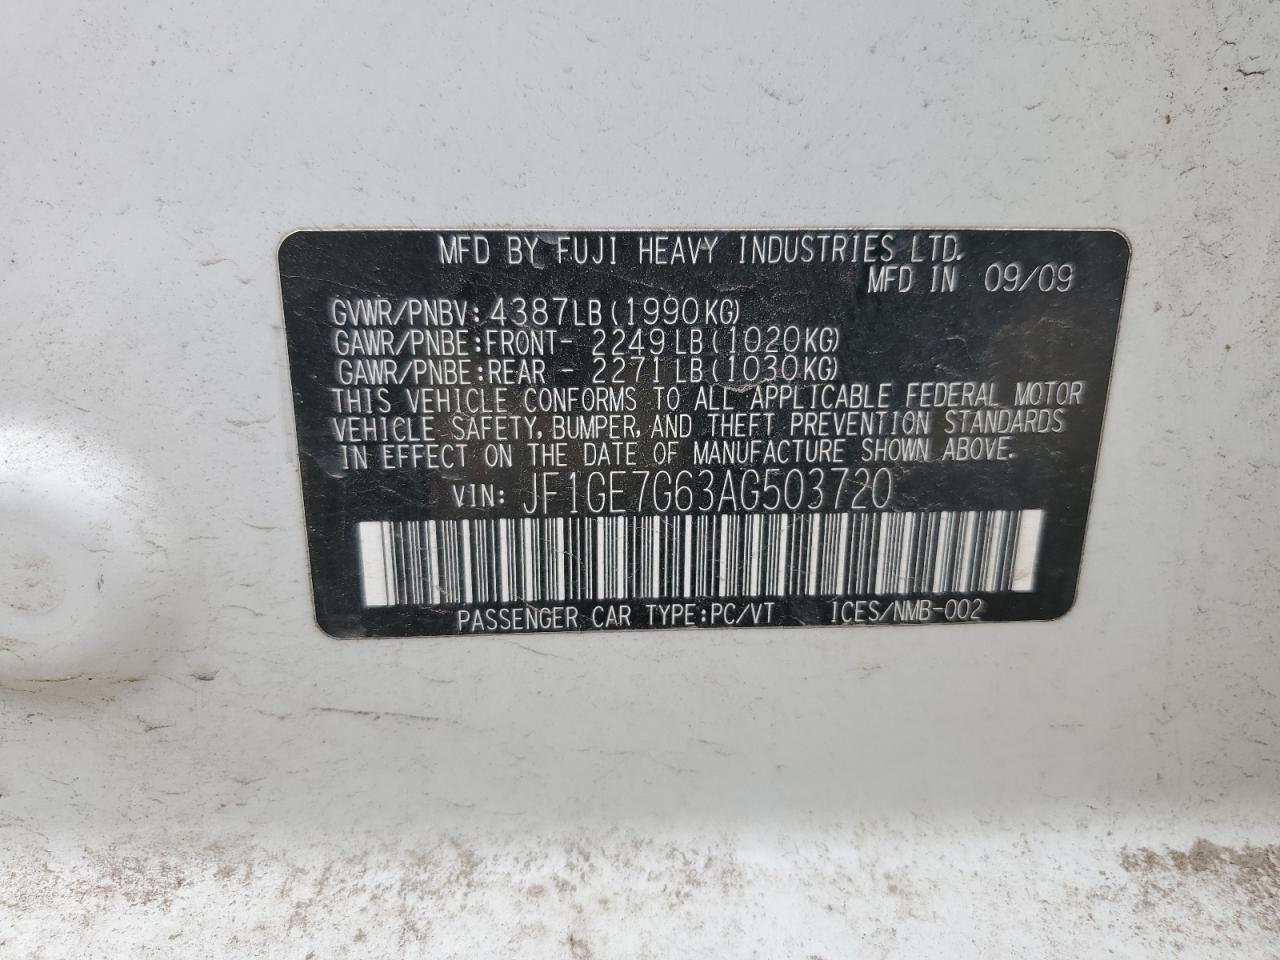 MFD BY FUJI HEAVY INDUSTRIES LTD.
MFD IN 09/09
GVWR/PNBV: 4387LB (1990KG)
GAWR/PNBE:FRONT- 2249LB (1020KG)
GAWR/PNBE:REAR - 2271LB (1030KG)
THIS VEHICLE CONFORMS TO ALL APPLICABLE FEDERAL MOTOR
VEHICLE SAFETY, BUMPER, AND THEFT PREVENTION STANDARDS
IN EFFECT ON THE DATE OF MANUFACTURE SHOWN ABOVE.
VIN: JF1GE7G63AG503720
PASSENGER CAR TYPE:PC/VT ICES/NMB-002